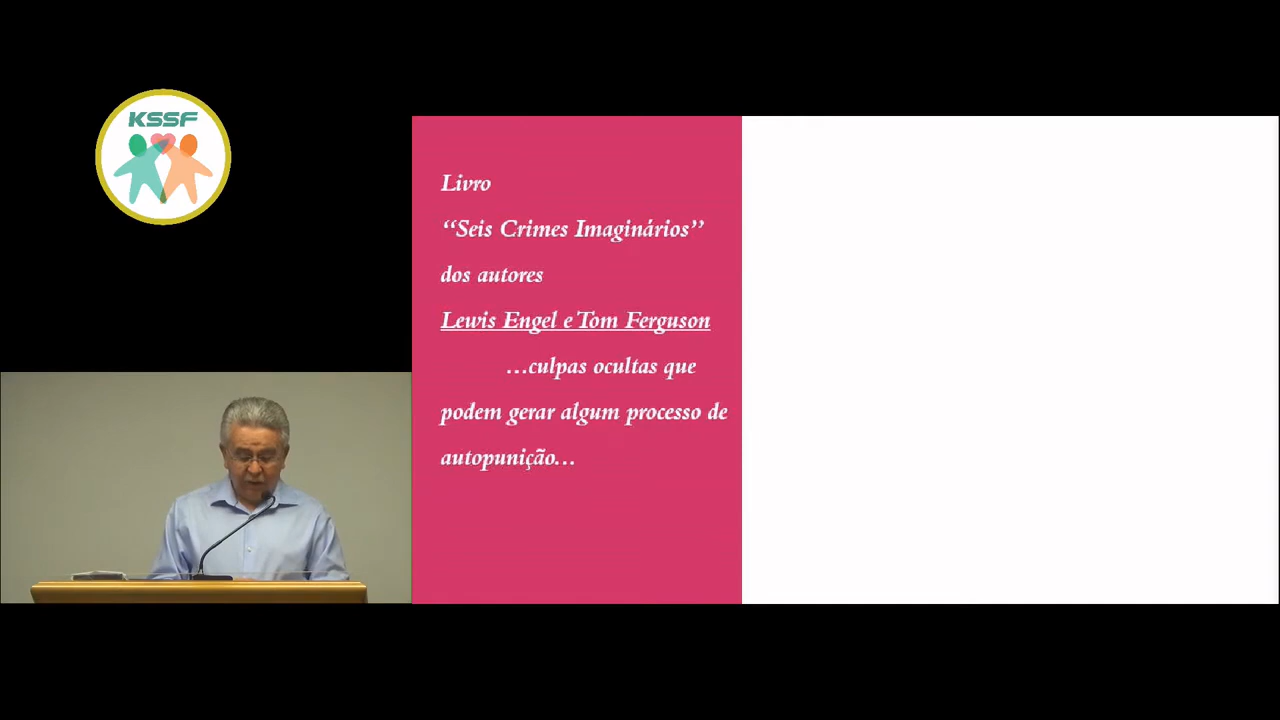 KSSF
Livro
“Seis Crimes Imaginários”
dos autores
Lewis Engel e Tom Ferguson
...culpas ocultas que
podem gerar algum processo de
autopunição...